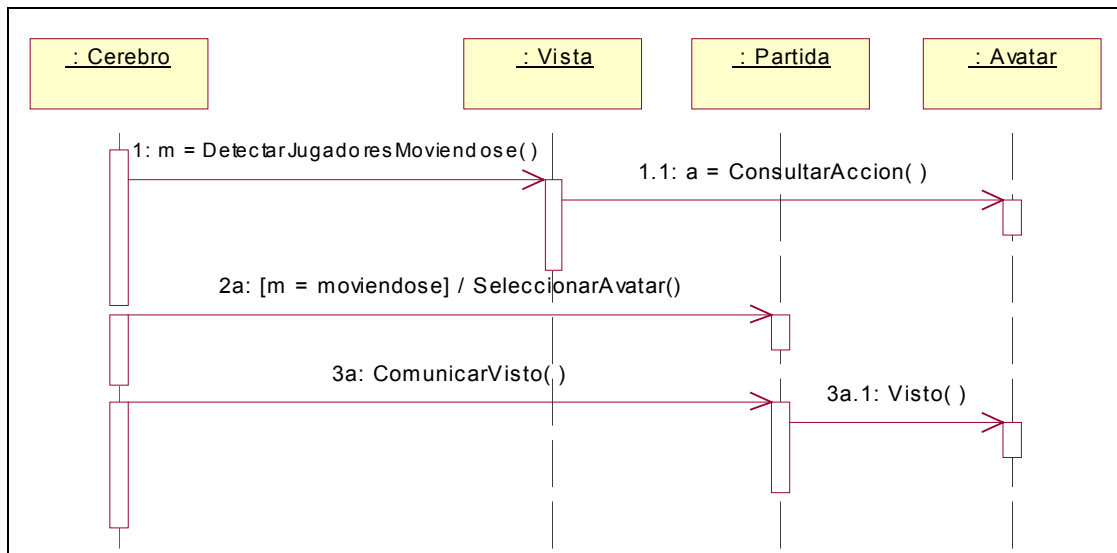 : Cerebro
: Vista
: Partida
: Avatar
1: m = DetectarJugadoresMoviendose()
1.1: a = ConsultarAccion( )
2a: [m = moviendose] / SeleccionarAvatar()
3a: ComunicarVisto( )
3a.1: Visto( )